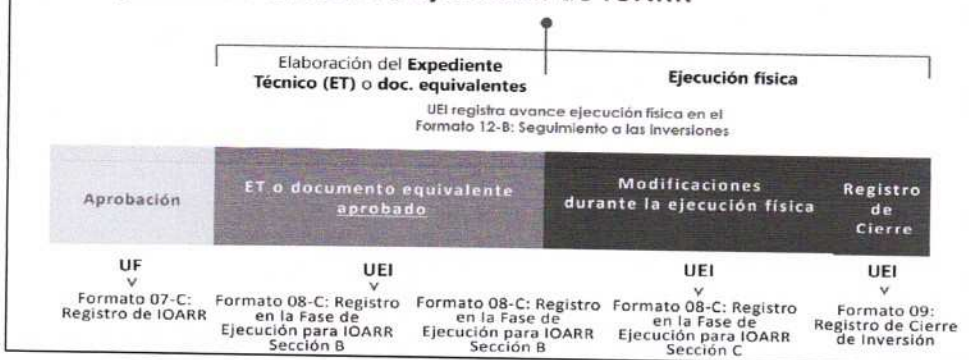 Elaboración del Expediente
Técnico (ET) o doc. equivalentes
Ejecución física
UEI registra avance ejecución física en el
Formato 12-B: Seguimiento a las Inversiones
Aprobación
ET o documento equivalente
aprobado
Modificaciones
durante la ejecución física
Registro
de
Cierre
UF
Formato 07-C:
Registro de IOARR
UEI
Formato 08-C: Registro
en la Fase de
Ejecución para IOARR
Sección B
Formato 08-C: Registro
en la Fase de
Ejecución para IOARR
Sección B
UEI
Formato 08-C: Registro
en la Fase de
Ejecución para IOARR
Sección C
UEI
Formato 09:
Registro de Cierre
de Inversión